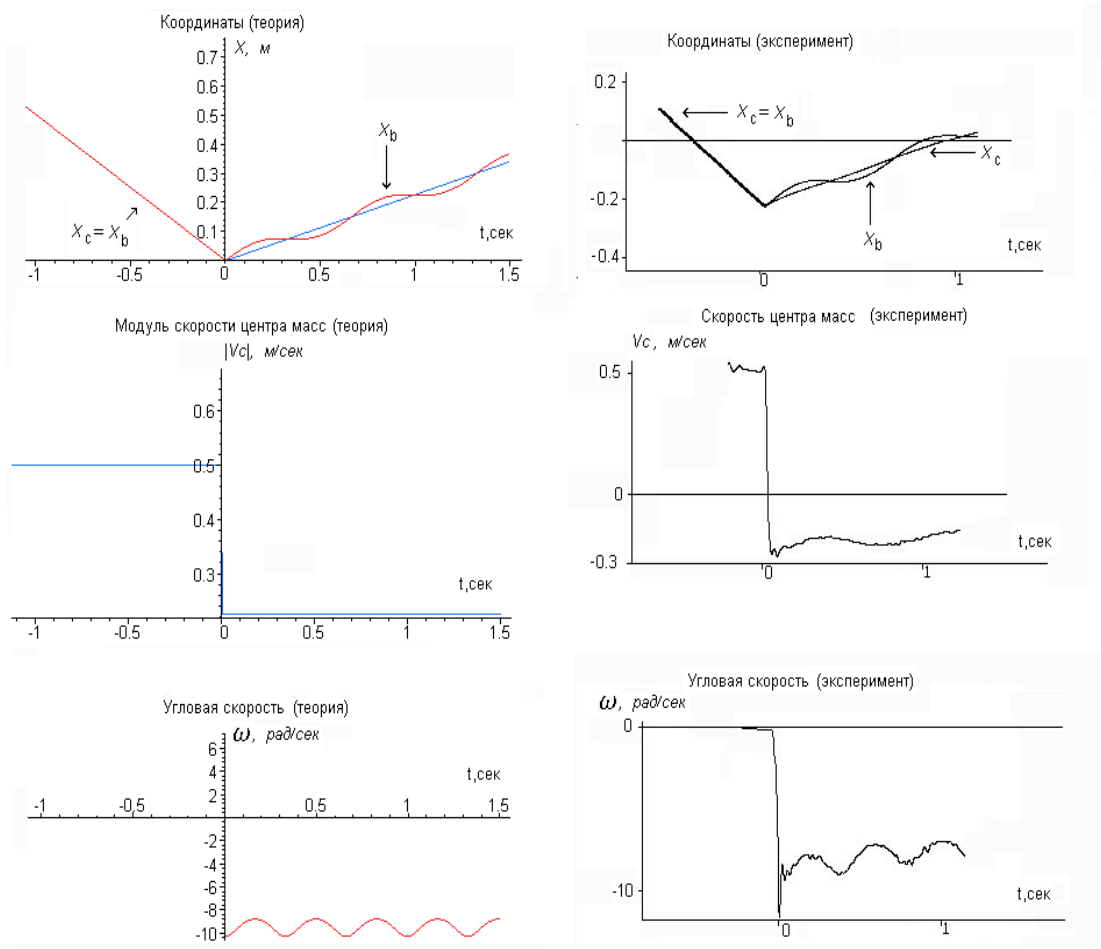 Координаты (теория)
X, м
0.7
0.6
0.5
0.4
0.3
0.2
0.1
X_b
X_c = X_b
t,сек
-1
-0.5
0
0.5
1
1.5
Координаты (эксперимент)
0.2
-0.2
-0.4
X_c = X_b
X_c
X_b
t,сек
0
1
Модуль скорости центра масс (теория)
|Vc|, м/сек
0.6
0.5
0.4
0.3
t,сек
-1
-0.5
0
0.5
1
1.5
Скорость центра масс (эксперимент)
Vc, м/сек
0.5
0
-0.3
t,сек
0
1
Угловая скорость (теория)
ω, рад/сек
6
4
2
t,сек
-1
-0.5
0.5
1
1.5
-2
-4
-6
-8
-10
Угловая скорость (эксперимент)
ω, рад/сек
0
-10
t,сек
0
1